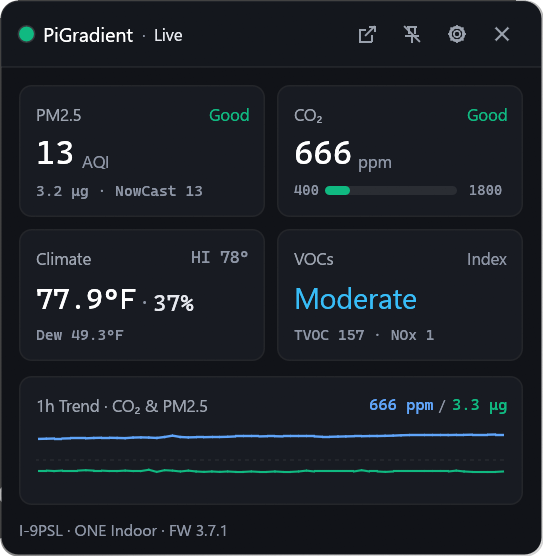 PiGradient · Live
PM2.5 Good
13 AQI
3.2 µg · NowCast 13
CO₂ Good
666 ppm
400 1800
Climate HI 78°
77.9°F · 37%
Dew 49.3°F
VOCs Index
Moderate
TVOC 157 · NOx 1
1h Trend · CO₂ & PM2.5 666 ppm / 3.3 µg
I-9PSL · ONE Indoor · FW 3.7.1